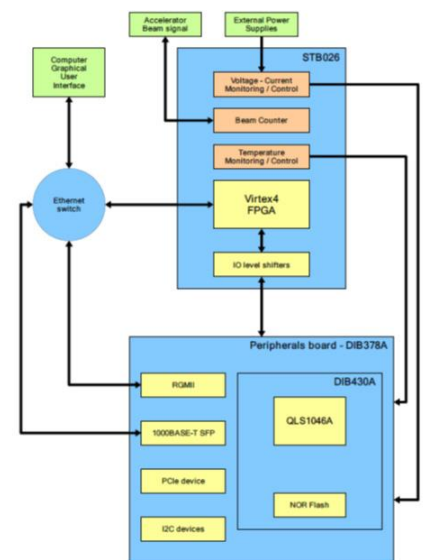 Accelerator
Beam signal
External Power
Supplies
STB026
Computer
Graphical
User
Interface
Voltage - Current
Monitoring / Control
Beam Counter
Temperature
Monitoring / Control
Virtex4
FPGA
Ethernet
switch
IO level shifters
Peripherals board - DIB378A
DIB430A
RGMII
QLS1046A
1000BASE-T SFP
PCIe device
NOR Flash
I2C devices